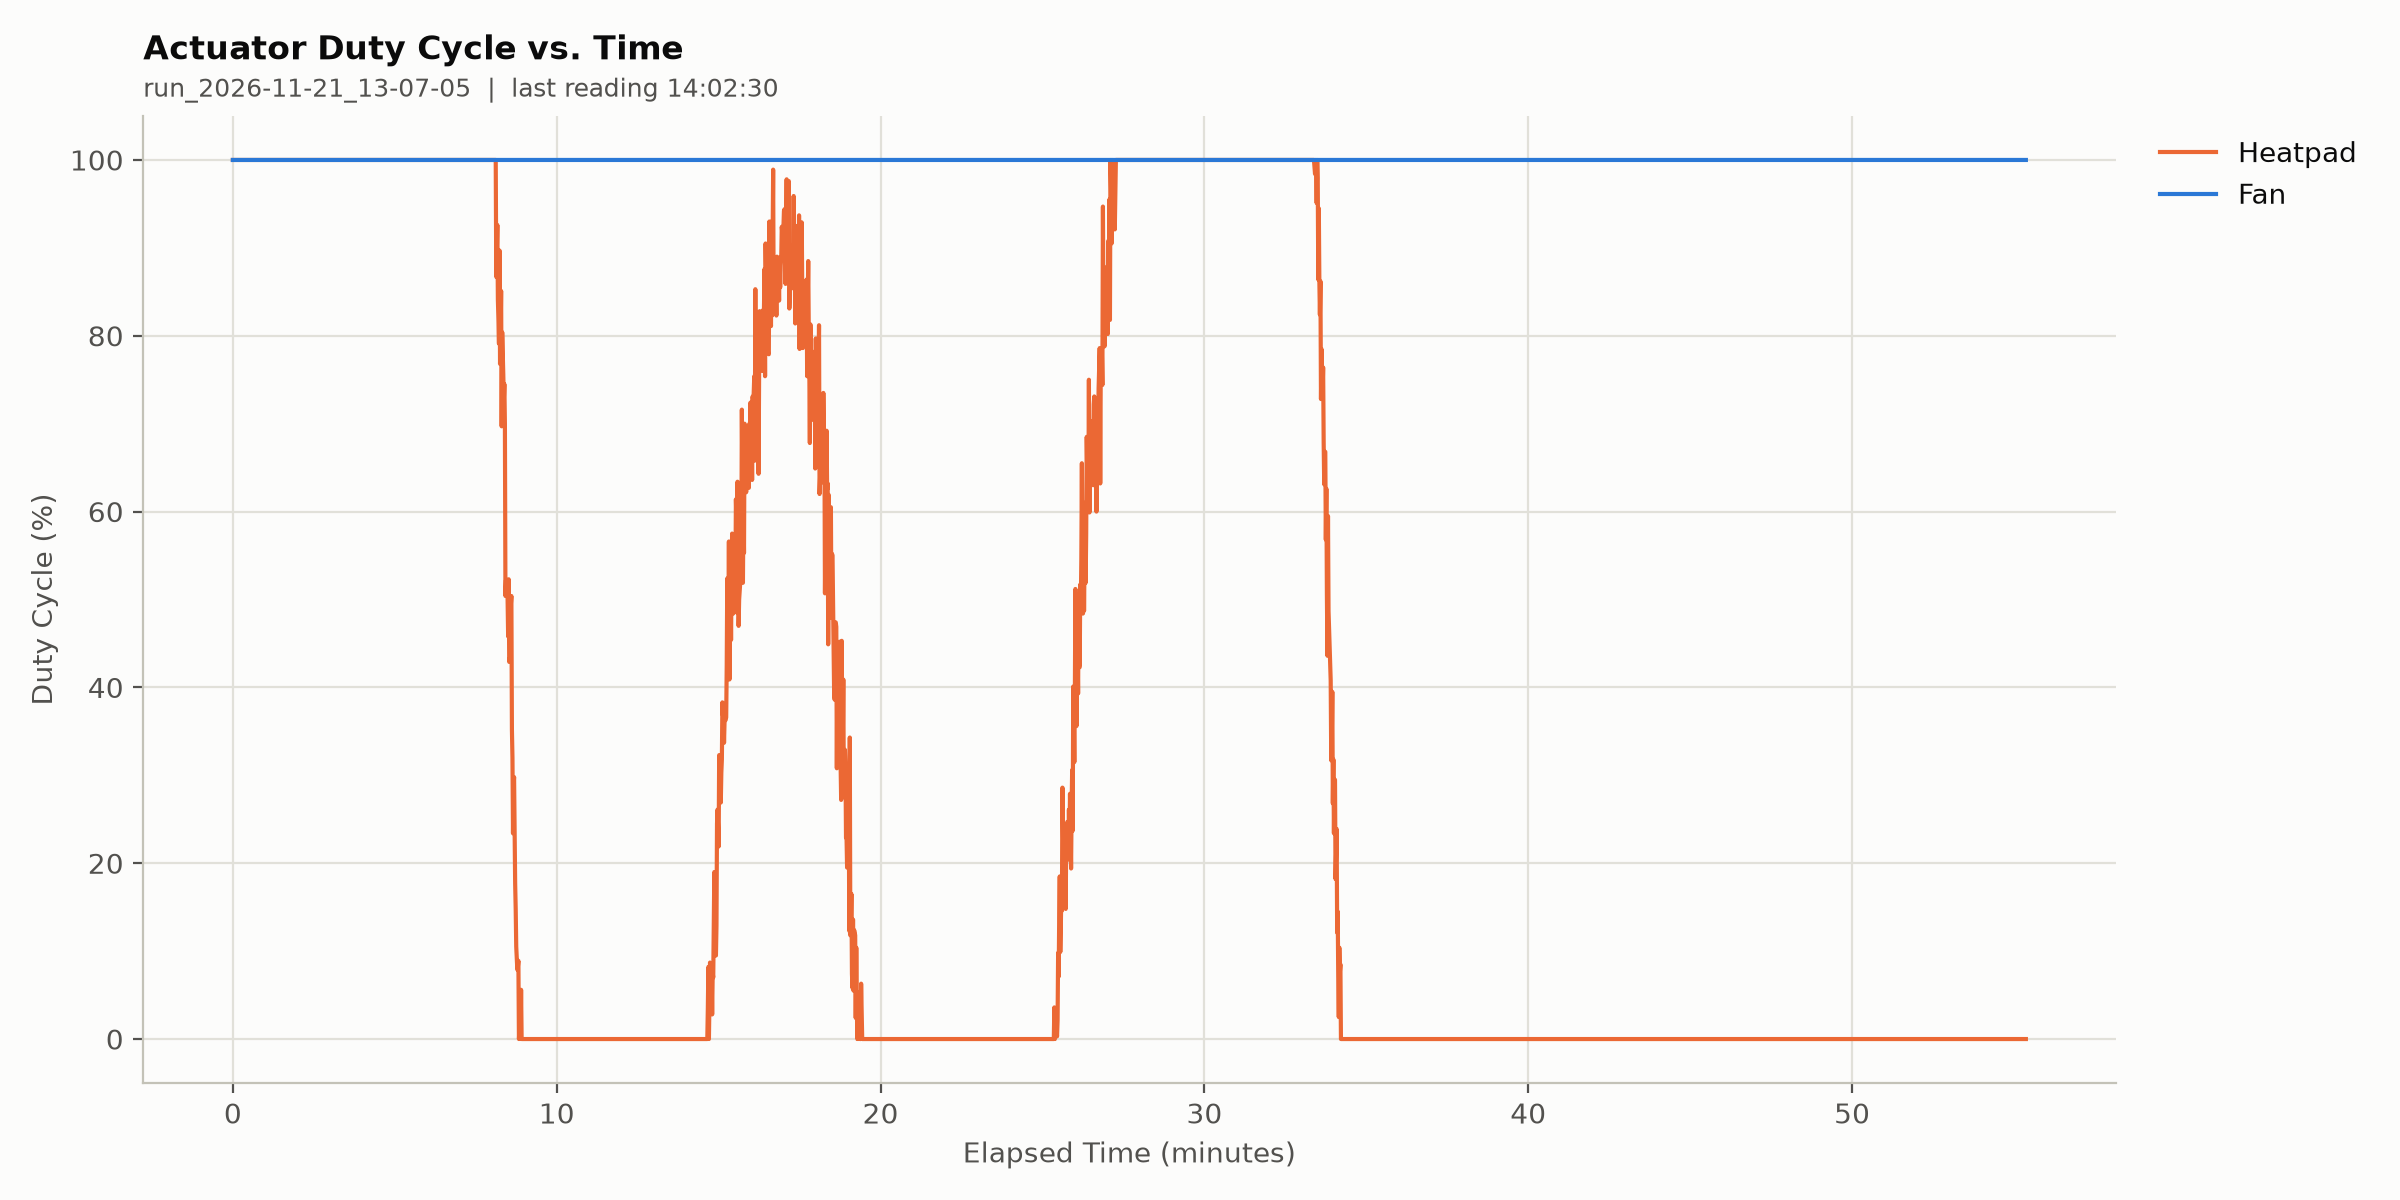 Actuator Duty Cycle vs. Time
run_2026-11-21_13-07-05 | last reading 14:02:30
Heatpad
Fan
Duty Cycle (%)
100
80
60
40
20
0
0 10 20 30 40 50
Elapsed Time (minutes)